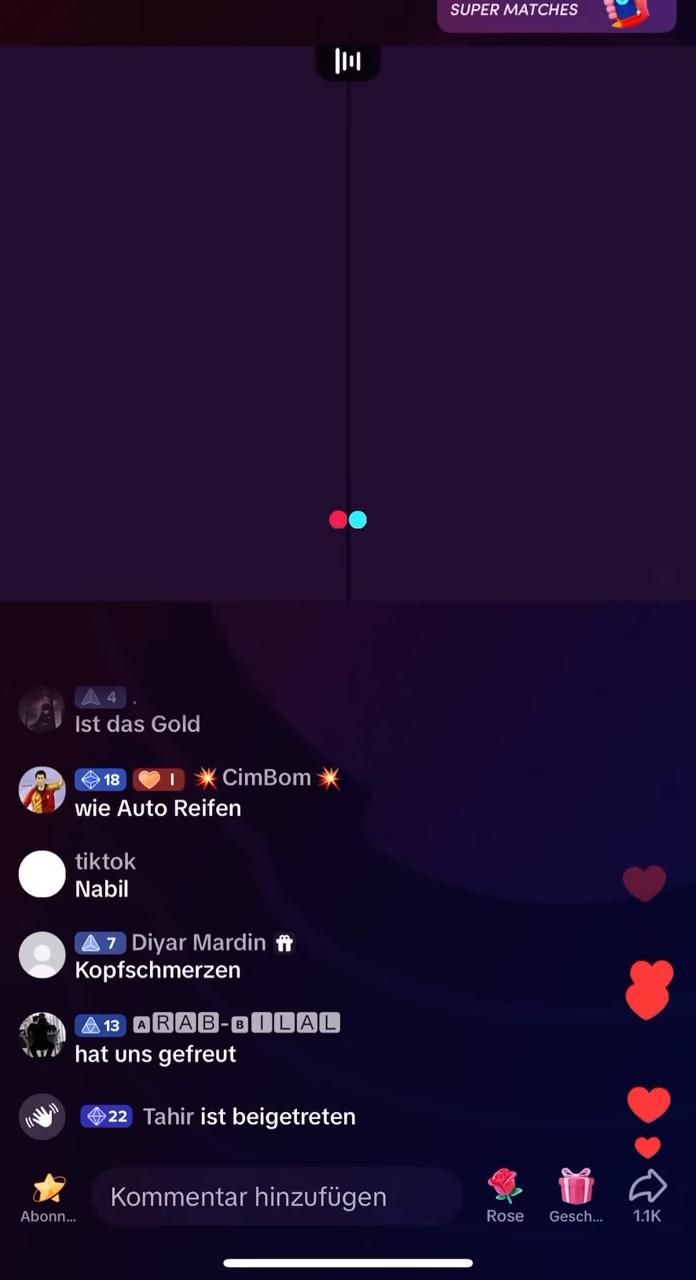 SUPER MATCHES
4 .
Ist das Gold
18 I 💥 CimBom 💥
wie Auto Reifen
tiktok
Nabil
7 Diyar Mardin
Kopfschmerzen
13 🄰🅁🄰🄱-🄱🄸🄻🄰🄻
hat uns gefreut
22 Tahir ist beigetreten
Abonn... Kommentar hinzufügen Rose Gesch... 1.1K